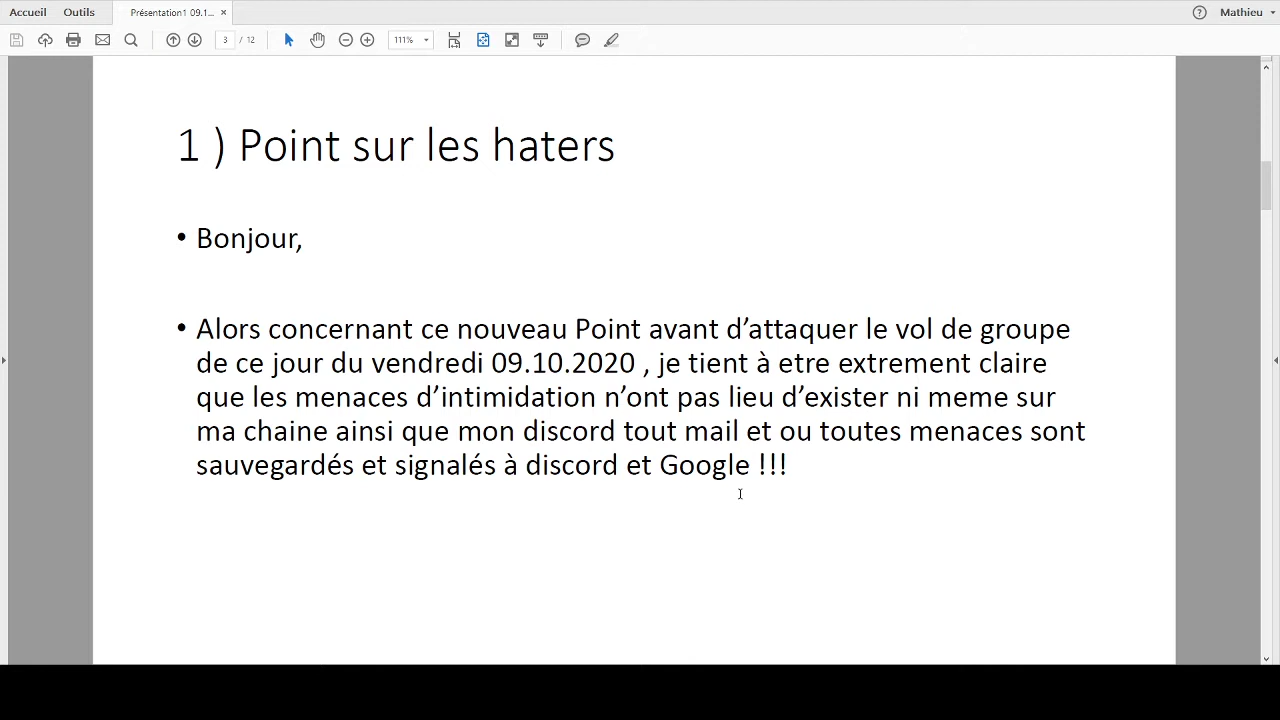 Accueil Outils Présentation1 09.1... × ? Mathieu
3 / 12 111%
1 ) Point sur les haters
• Bonjour,
• Alors concernant ce nouveau Point avant d’attaquer le vol de groupe
de ce jour du vendredi 09.10.2020 , je tient à etre extrement claire
que les menaces d’intimidation n’ont pas lieu d’exister ni meme sur
ma chaine ainsi que mon discord tout mail et ou toutes menaces sont
sauvegardés et signalés à discord et Google !!!